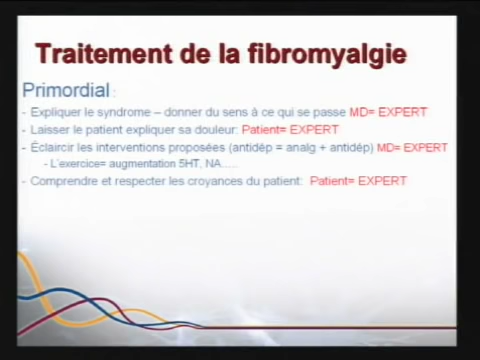 Traitement de la fibromyalgie
Primordial :
- Expliquer le syndrome – donner du sens à ce qui se passe MD= EXPERT
- Laisser le patient expliquer sa douleur: Patient= EXPERT
- Éclaircir les interventions proposées (antidép = analg + antidép) MD= EXPERT
- L'exercice= augmentation 5HT, NA.....
- Comprendre et respecter les croyances du patient: Patient= EXPERT